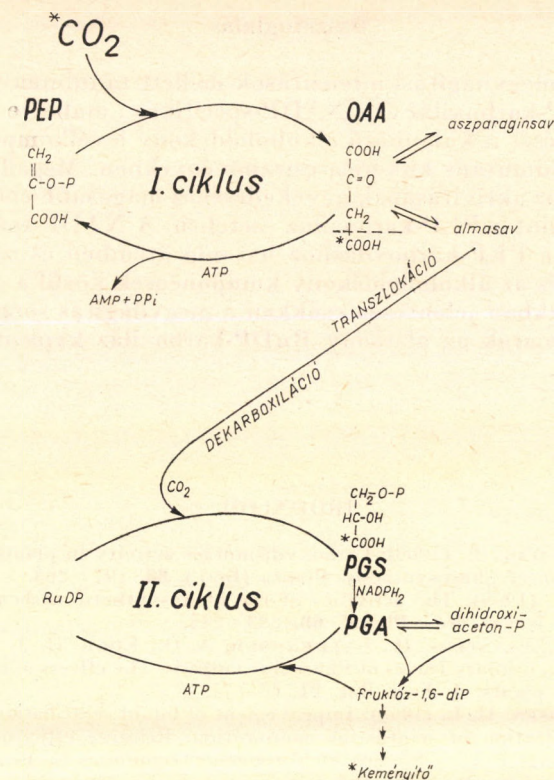 *CO2
PEP
OAA
CH2
||
C-O-P
|
COOH
I. ciklus
COOH
|
C=O
|
CH2
*COOH
aszparaginsav
almasav
ATP
AMP+PPi
TRANSZLOKÁCIÓ
DEKARBOXILÁCIÓ
CO2
CH2-O-P
|
HC-OH
|
*COOH
PGS
NADPH2
RuDP
II. ciklus
PGA
dihidroxi-
aceton-P
ATP
fruktóz-1,6-diP
*Keményítő